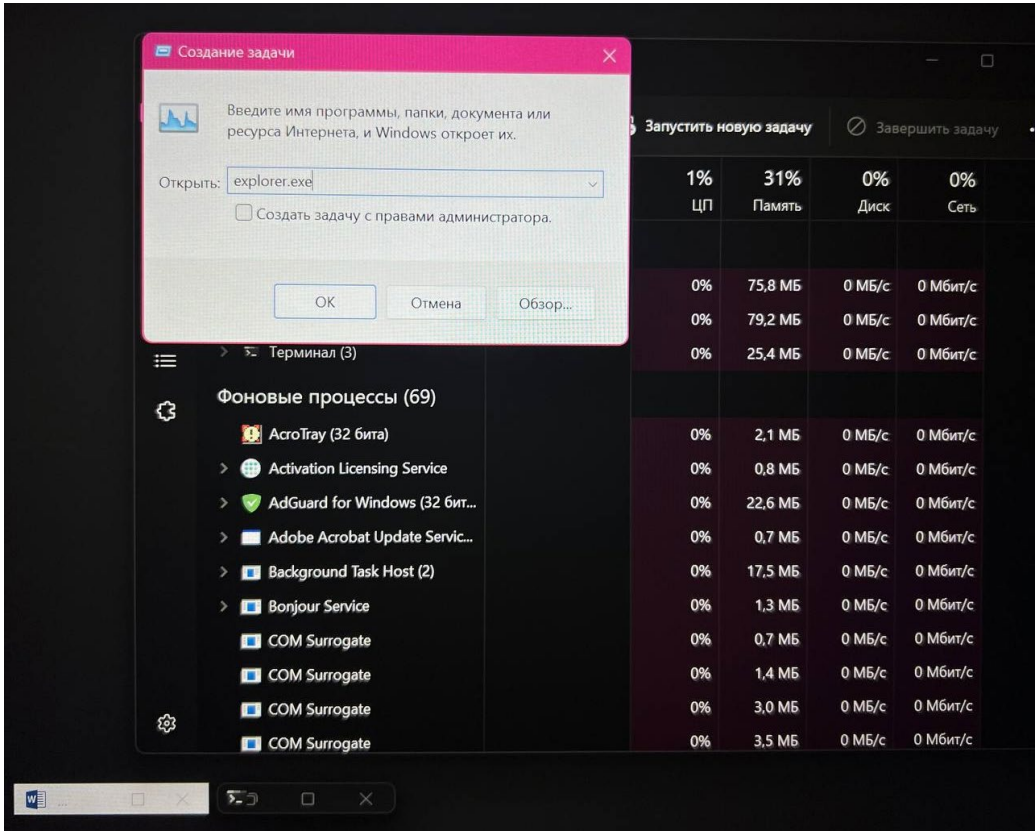 Создание задачи
Введите имя программы, папки, документа или
ресурса Интернета, и Windows откроет их.
Открыть: explorer.exe
Создать задачу с правами администратора.
OK Отмена Обзор...
Запустить новую задачу Завершить задачу
1% 31% 0% 0%
ЦП Память Диск Сеть
0% 75,8 МБ 0 МБ/с 0 Мбит/с
0% 79,2 МБ 0 МБ/с 0 Мбит/с
Терминал (3) 0% 25,4 МБ 0 МБ/с 0 Мбит/с
Фоновые процессы (69)
AcroTray (32 бита) 0% 2,1 МБ 0 МБ/с 0 Мбит/с
Activation Licensing Service 0% 0,8 МБ 0 МБ/с 0 Мбит/с
AdGuard for Windows (32 бит... 0% 22,6 МБ 0 МБ/с 0 Мбит/с
Adobe Acrobat Update Servic... 0% 0,7 МБ 0 МБ/с 0 Мбит/с
Background Task Host (2) 0% 17,5 МБ 0 МБ/с 0 Мбит/с
Bonjour Service 0% 1,3 МБ 0 МБ/с 0 Мбит/с
COM Surrogate 0% 0,7 МБ 0 МБ/с 0 Мбит/с
COM Surrogate 0% 1,4 МБ 0 МБ/с 0 Мбит/с
COM Surrogate 0% 3,0 МБ 0 МБ/с 0 Мбит/с
COM Surrogate 0% 3,5 МБ 0 МБ/с 0 Мбит/с
...